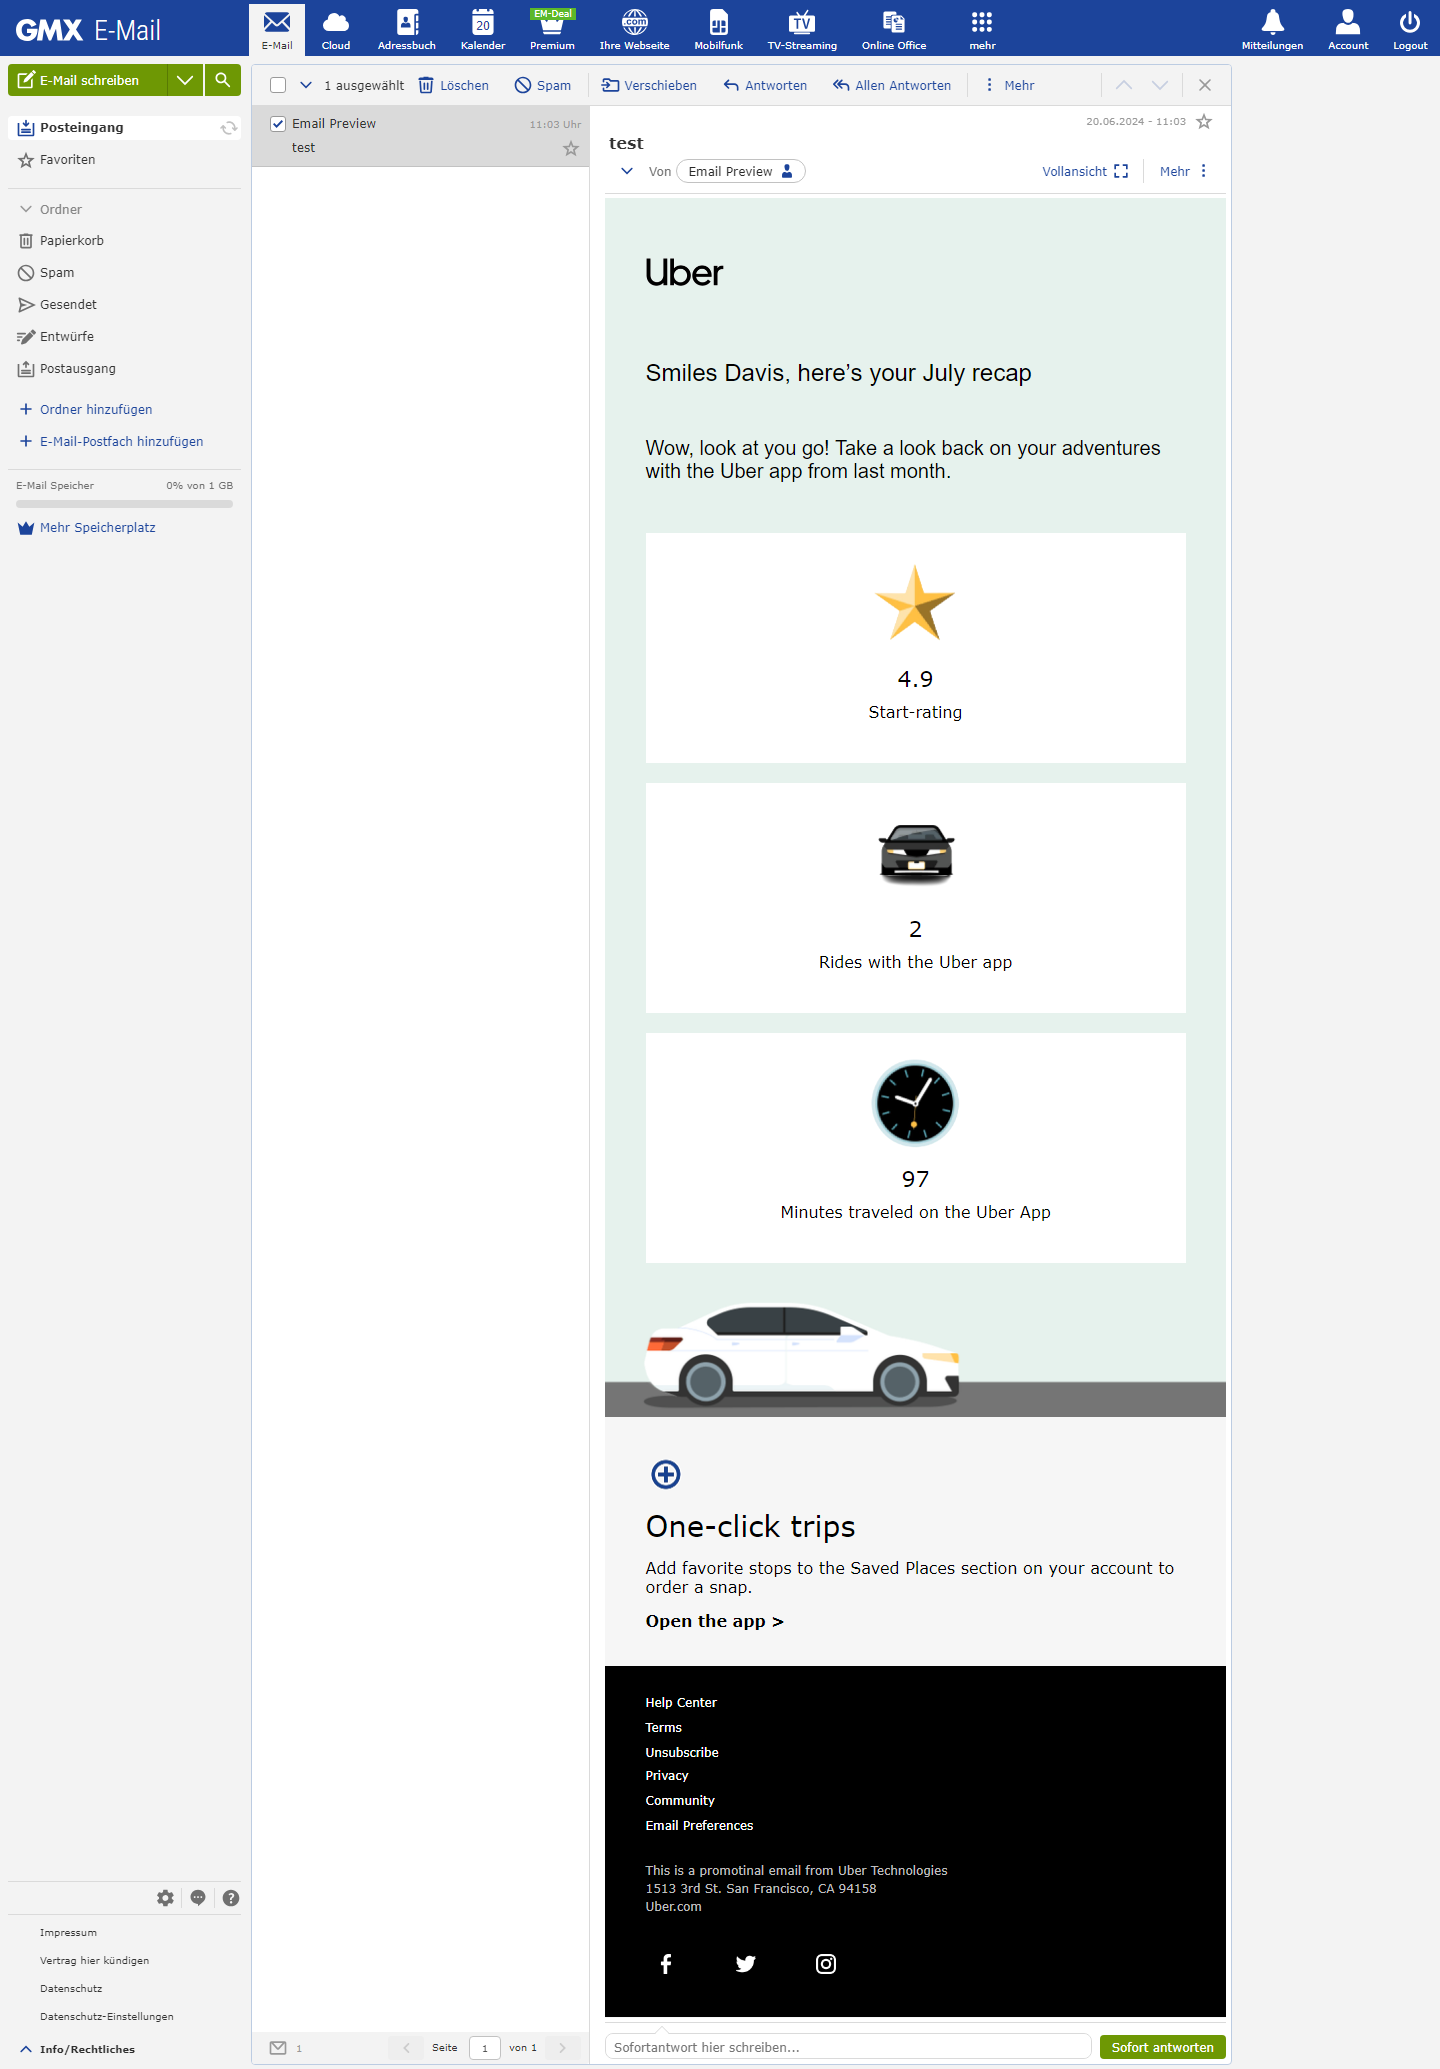 GMX E-Mail
E-Mail
Cloud
Adressbuch
20
Kalender
EM-Deal
Premium
.com
Ihre Webseite
Mobilfunk
TV
TV-Streaming
Online Office
mehr
Mitteilungen
Account
Logout
E-Mail schreiben
Posteingang
Favoriten
Ordner
Papierkorb
Spam
Gesendet
Entwürfe
Postausgang
Ordner hinzufügen
E-Mail-Postfach hinzufügen
E-Mail Speicher 0% von 1 GB
Mehr Speicherplatz
Impressum
Vertrag hier kündigen
Datenschutz
Datenschutz-Einstellungen
Info/Rechtliches
1 ausgewählt Löschen Spam Verschieben Antworten Allen Antworten Mehr
Email Preview 11:03 Uhr
test
1 Seite 1 von 1
20.06.2024 - 11:03
test
Von Email Preview Vollansicht Mehr
Uber
Smiles Davis, here’s your July recap
Wow, look at you go! Take a look back on your adventures
with the Uber app from last month.
4.9
Start-rating
2
Rides with the Uber app
97
Minutes traveled on the Uber App
One-click trips
Add favorite stops to the Saved Places section on your account to
order a snap.
Open the app >
Help Center
Terms
Unsubscribe
Privacy
Community
Email Preferences
This is a promotinal email from Uber Technologies
1513 3rd St. San Francisco, CA 94158
Uber.com
Sofortantwort hier schreiben... Sofort antworten